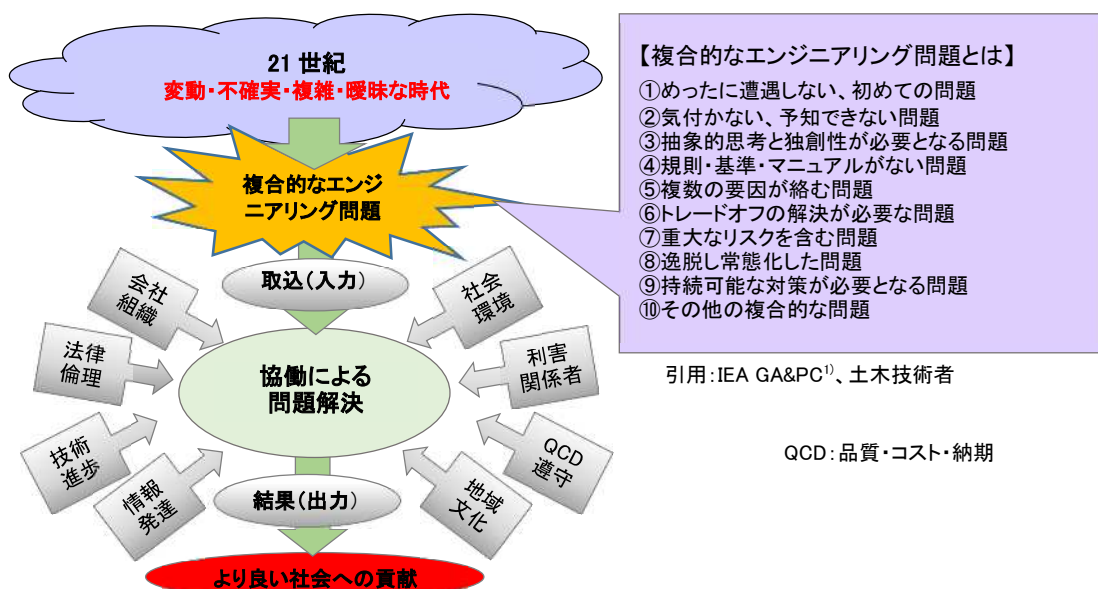 21 世紀
変動・不確実・複雑・曖昧な時代
複合的なエンジ
ニアリング問題
取込(入力)
会社
組織
社会
環境
法律
倫理
利害
関係者
協働による
問題解決
技術
進歩
QCD
遵守
情報
発達
地域
文化
結果(出力)
より良い社会への貢献
【複合的なエンジニアリング問題とは】
①めったに遭遇しない、初めての問題
②気付かない、予知できない問題
③抽象的思考と独創性が必要となる問題
④規則・基準・マニュアルがない問題
⑤複数の要因が絡む問題
⑥トレードオフの解決が必要な問題
⑦重大なリスクを含む問題
⑧逸脱し常態化した問題
⑨持続可能な対策が必要となる問題
⑩その他の複合的な問題
引用:IEA GA&PC1)、土木技術者
QCD:品質・コスト・納期